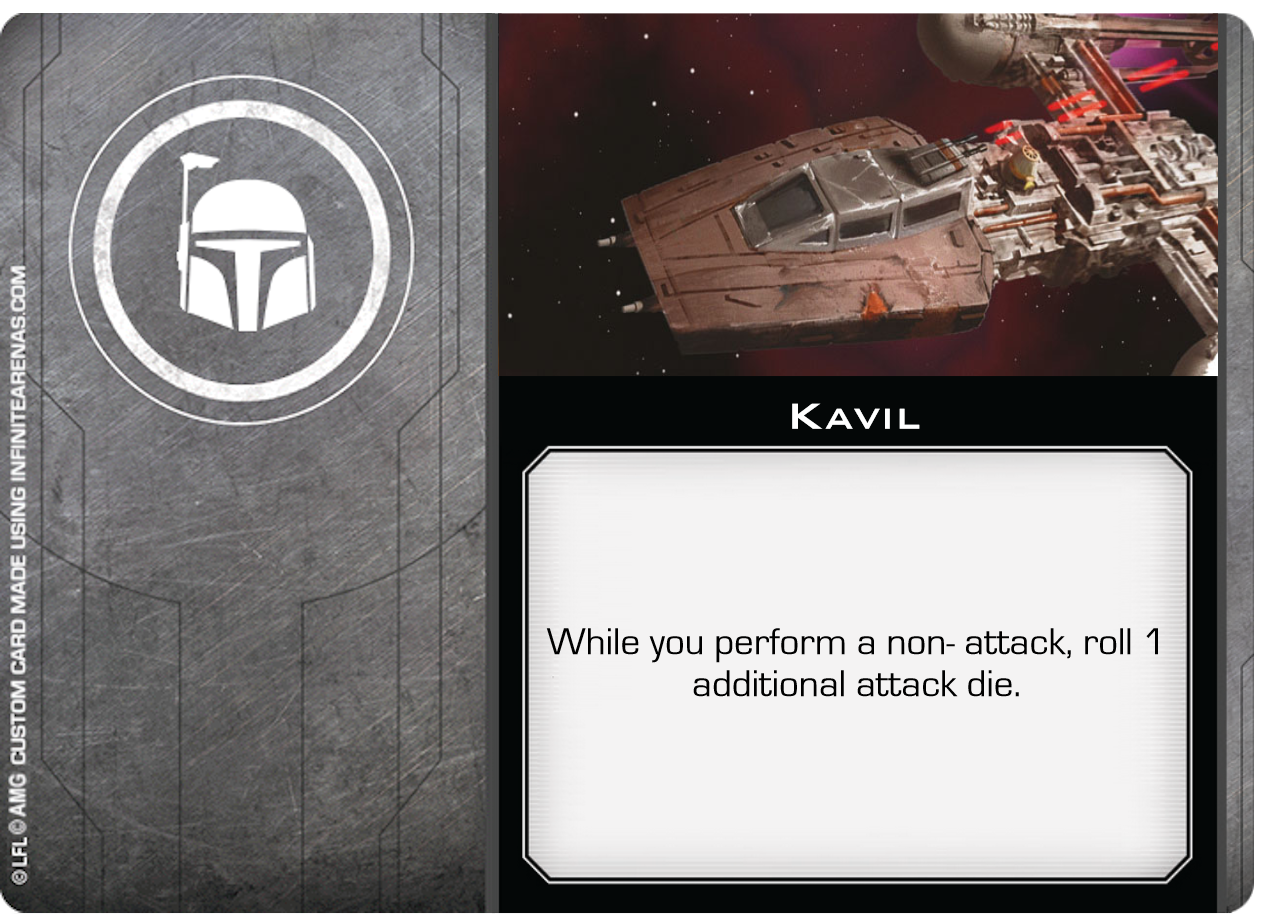 ©LFL ©AMG CUSTOM CARD MADE USING INFINITEARENAS.COM
KAVIL
While you perform a non- attack, roll 1
additional attack die.